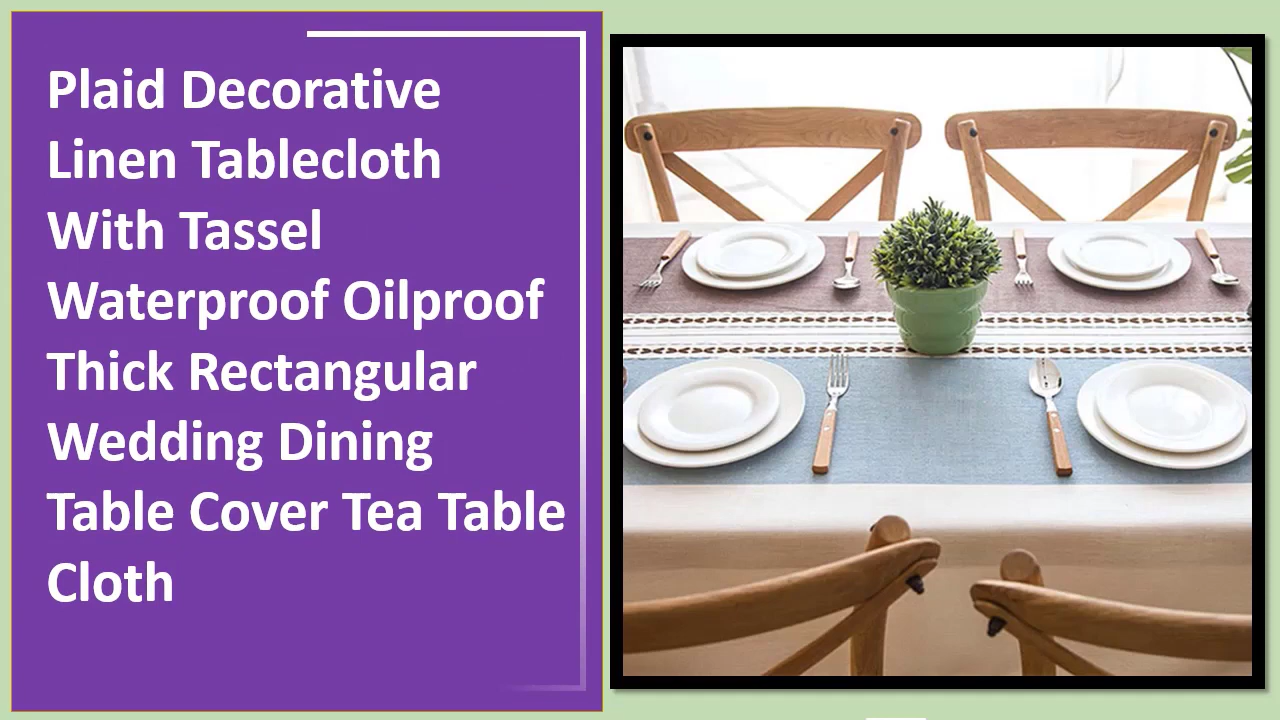 Plaid Decorative
Linen Tablecloth
With Tassel
Waterproof Oilproof
Thick Rectangular
Wedding Dining
Table Cover Tea Table
Cloth